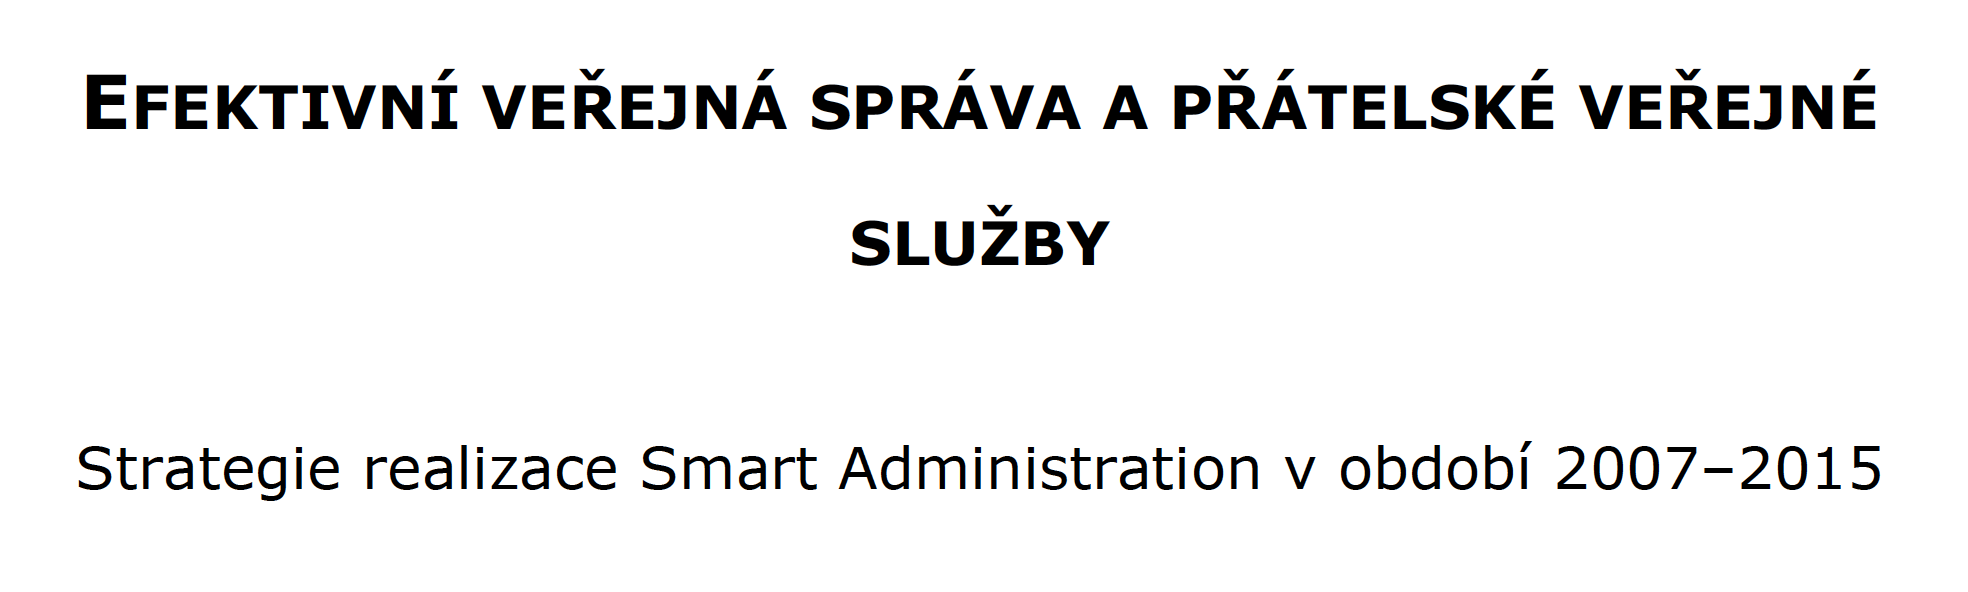 EFEKTIVNÍ VEŘEJNÁ SPRÁVA A PŘÁTELSKÉ VEŘEJNÉ
SLUŽBY
Strategie realizace Smart Administration v období 2007–2015